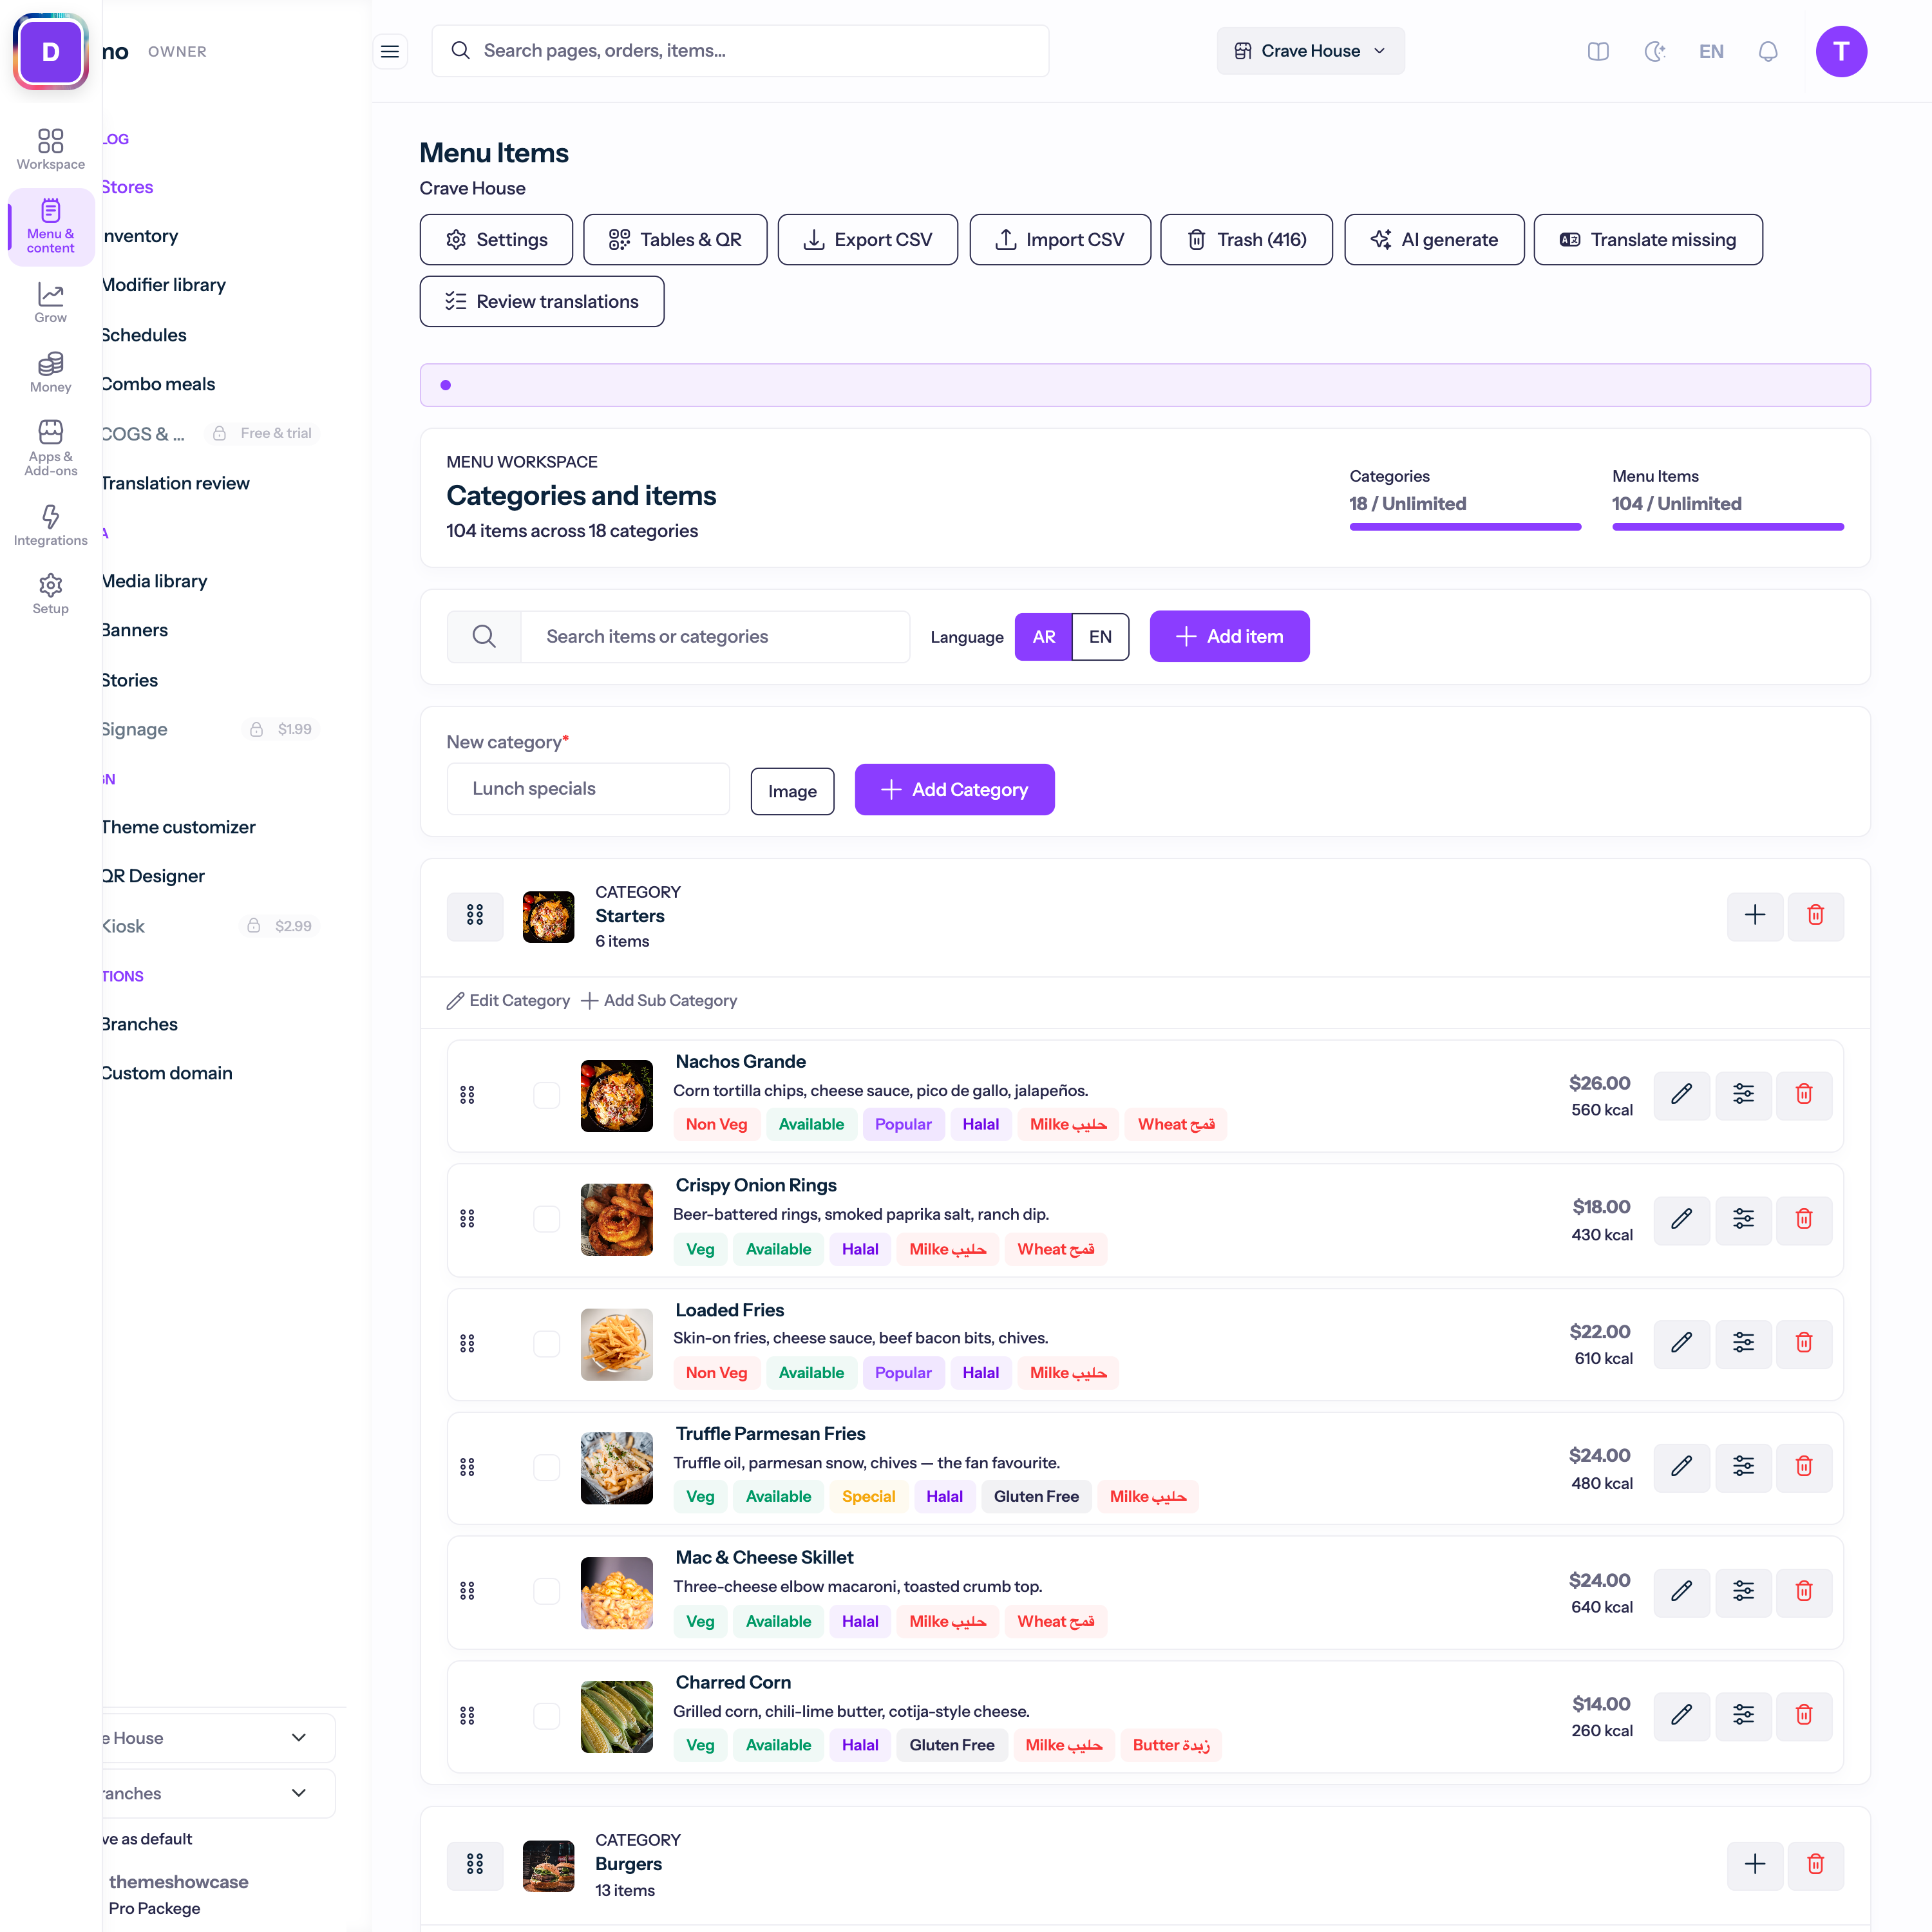 D
no OWNER
Search pages, orders, items...
Crave House
EN
T
Workspace
Menu & content
Grow
Money
Apps & Add-ons
Integrations
Setup
LOG
Stores
nventory
Modifier library
Schedules
Combo meals
COGS & ... Free & trial
Translation review
A
Media library
Banners
Stories
Signage $1.99
GN
Theme customizer
QR Designer
Kiosk $2.99
TIONS
Branches
Custom domain
e House
ranches
ve as default
themeshowcase
Pro Packege
Menu Items
Crave House
Settings
Tables & QR
Export CSV
Import CSV
Trash (416)
AI generate
Translate missing
Review translations
MENU WORKSPACE
Categories and items
104 items across 18 categories
Categories
18 / Unlimited
Menu Items
104 / Unlimited
Search items or categories
Language AR EN
Add item
New category*
Lunch specials
Image
Add Category
CATEGORY
Starters
6 items
Edit Category Add Sub Category
Nachos Grande
Corn tortilla chips, cheese sauce, pico de gallo, jalapeños.
Non Veg Available Popular Halal Milke حليب Wheat قمح
$26.00
560 kcal
Crispy Onion Rings
Beer-battered rings, smoked paprika salt, ranch dip.
Veg Available Halal Milke حليب Wheat قمح
$18.00
430 kcal
Loaded Fries
Skin-on fries, cheese sauce, beef bacon bits, chives.
Non Veg Available Popular Halal Milke حليب
$22.00
610 kcal
Truffle Parmesan Fries
Truffle oil, parmesan snow, chives — the fan favourite.
Veg Available Special Halal Gluten Free Milke حليب
$24.00
480 kcal
Mac & Cheese Skillet
Three-cheese elbow macaroni, toasted crumb top.
Veg Available Halal Milke حليب Wheat قمح
$24.00
640 kcal
Charred Corn
Grilled corn, chili-lime butter, cotija-style cheese.
Veg Available Halal Gluten Free Milke حليب Butter زبدة
$14.00
260 kcal
CATEGORY
Burgers
13 items